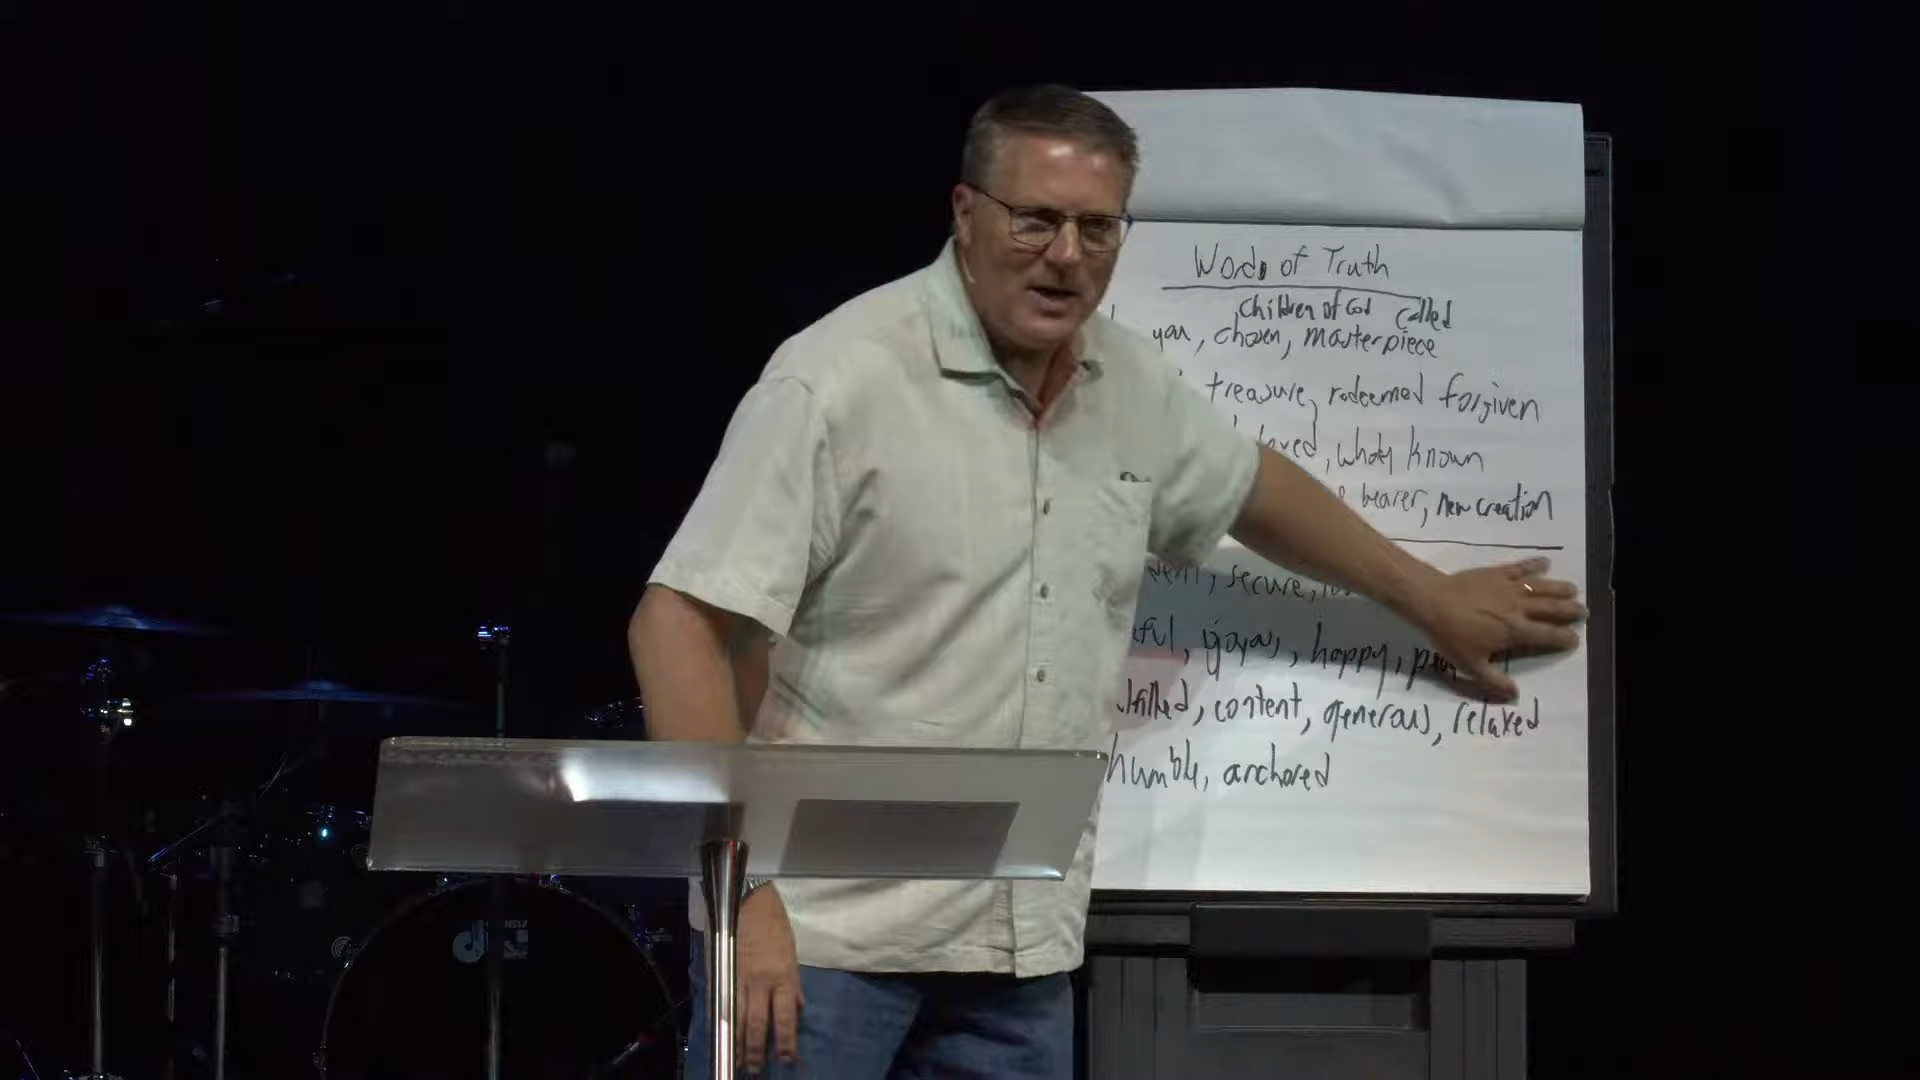 Words of Truth
children of God called
you, chosen, masterpiece
treasure, redeemed forgiven
loved, wholey known
bearer, new creation
secure,
joyous, happy,
content, generous, relaxed
humble, anchored